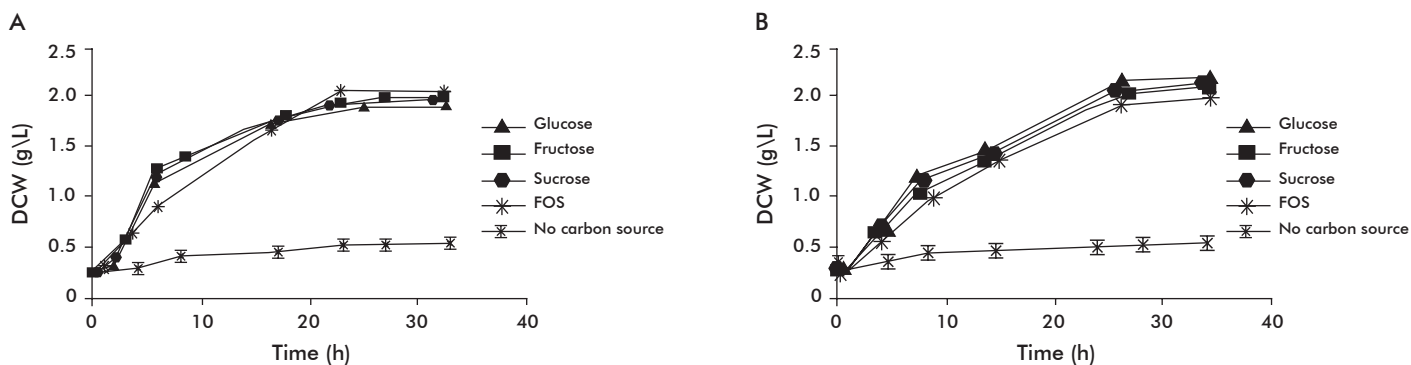 A
2.5
2.0
1.5
1.0
0.5
0
DCW (g\L)
0
10
20
30
40
Time (h)
Glucose
Fructose
Sucrose
FOS
No carbon source
B
2.5
2.0
1.5
1.0
0.5
0
DCW (g\L)
0
10
20
30
40
Time (h)
Glucose
Fructose
Sucrose
FOS
No carbon source